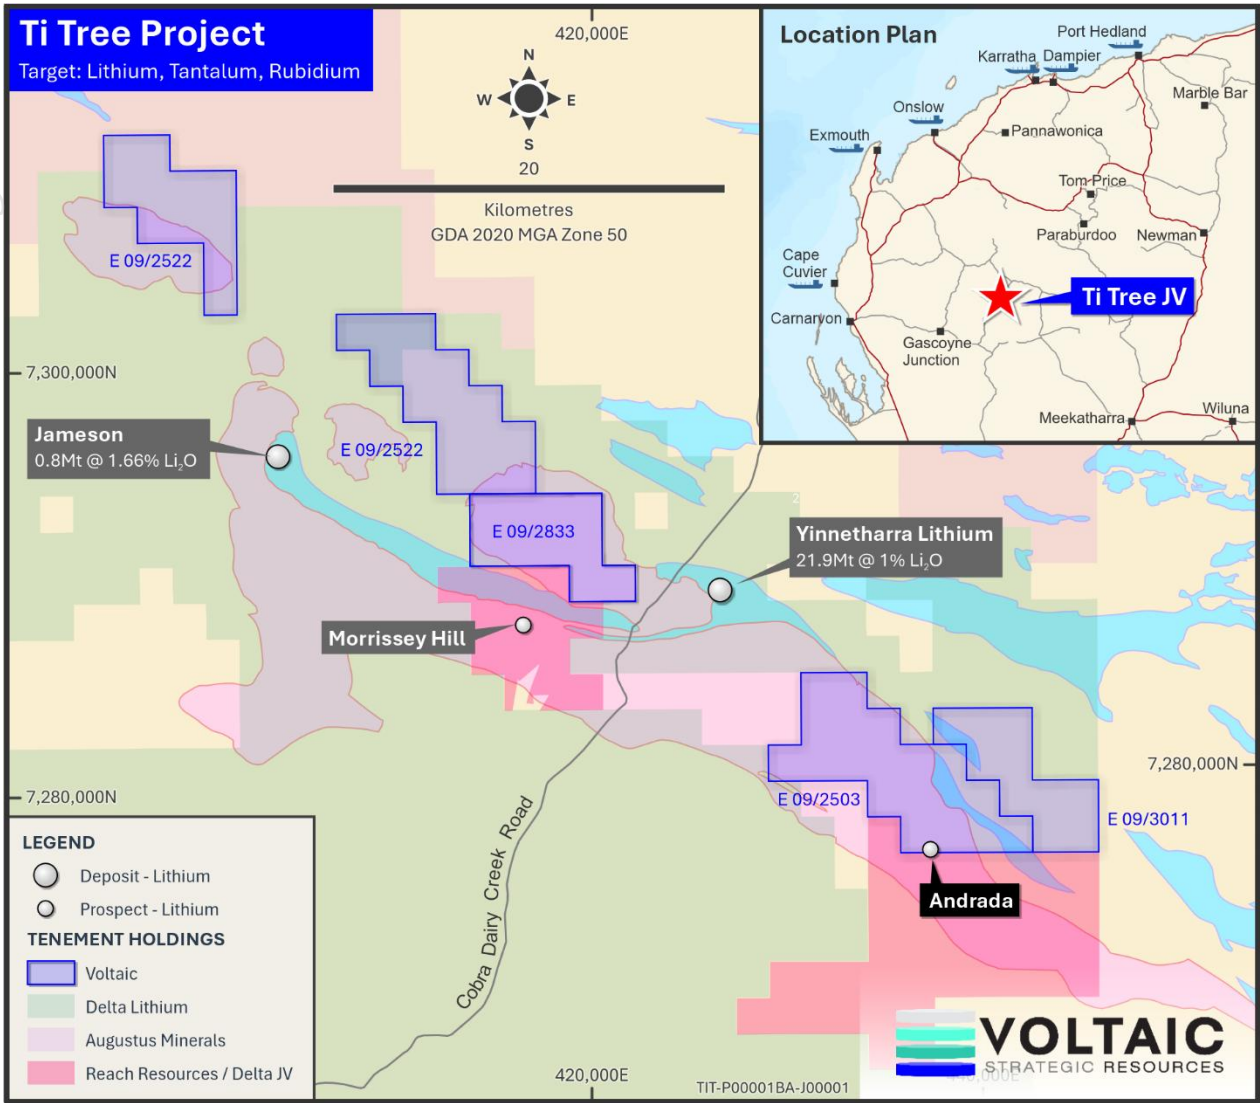 Ti Tree Project
Target: Lithium, Tantalum, Rubidium
420,000E
N
W
E
S
20
Kilometres
GDA 2020 MGA Zone 50
Location Plan
Port Hedland
Karratha
Dampier
Marble Bar
Onslow
Pannawonica
Exmouth
Tom Price
Paraburdoo
Newman
Cape
Cuvier
Ti Tree JV
Carnarvon
Gascoyne
Junction
Meekatharra
Wiluna
E 09/2522
7,300,000N
Jameson
0.8Mt @ 1.66% Li₂O
E 09/2522
E 09/2833
Yinnetharra Lithium
21.9Mt @ 1% Li₂O
Morrissey Hill
7,280,000N
7,280,000N
E 09/2503
E 09/3011
Andrada
Cobra Dairy Creek Road
LEGEND
Deposit - Lithium
Prospect - Lithium
TENEMENT HOLDINGS
Voltaic
Delta Lithium
Augustus Minerals
Reach Resources / Delta JV
VOLTAIC
STRATEGIC RESOURCES
420,000E
TIT-P00001BA-J00001